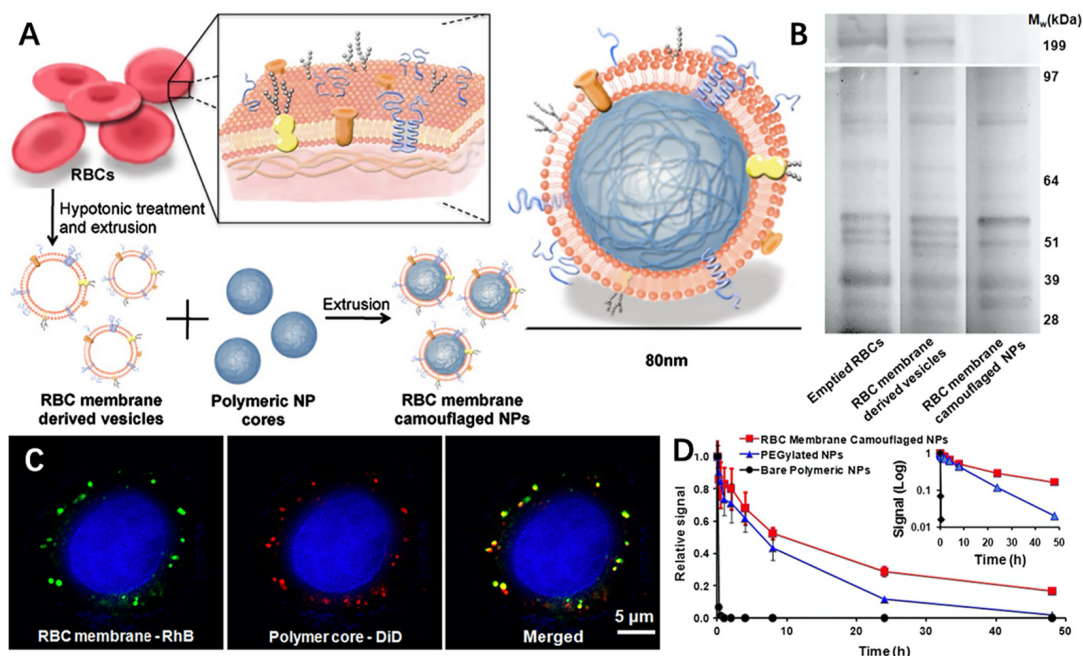 A
RBCs
Hypotonic treatment
and extrusion
Extrusion
RBC membrane
derived vesicles
Polymeric NP
cores
RBC membrane
camouflaged NPs
80nm
B
Mw(kDa)
199
97
64
51
39
28
Emptied RBCs
RBC membrane
derived vesicles
RBC membrane
camouflaged NPs
C
RBC membrane - RhB
Polymer core - DiD
Merged
5 μm
D
RBC Membrane Camouflaged NPs
PEGylated NPs
Bare Polymeric NPs
Relative signal
1.0
0.8
0.6
0.4
0.2
0.0
0 10 20 30 40 50
Time (h)
Signal (Log)
1
0.1
0.01
0 10 20 30 40 50
Time (h)